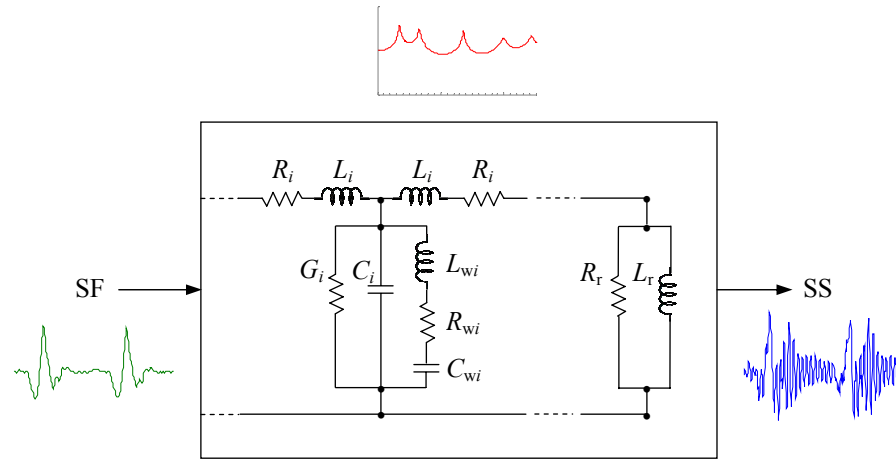 R_i L_i L_i R_i
G_i C_i L_wi R_r L_r
SF SS
R_wi
C_wi